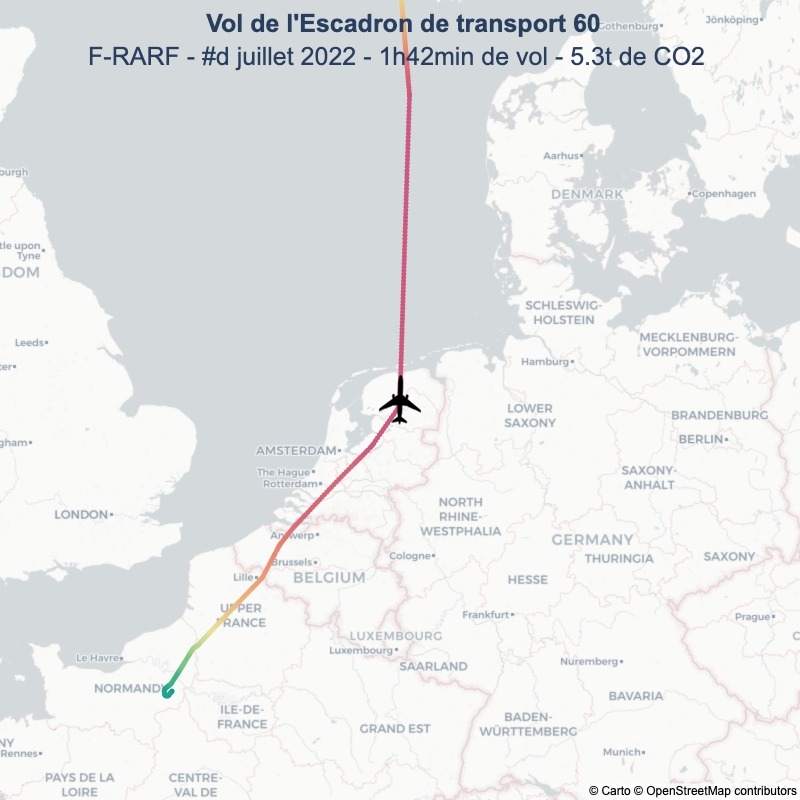 Vol de l'Escadron de transport 60
F-RARF - #d juillet 2022 - 1h42min de vol - 5.3t de CO2
Gothenburg
Jönköping
burgh
Aarhus
DENMARK
Copenhagen
tle upon
Tyne
DOM
SCHLESWIG-
HOLSTEIN
Leeds
MECKLENBURG-
VORPOMMERN
Hamburg
ter
LOWER
SAXONY
BRANDENBURG
BERLIN
gham
AMSTERDAM
The Hague
Rotterdam
SAXONY-
ANHALT
LONDON
NORTH
RHINE-
WESTPHALIA
Antwerp
GERMANY
Cologne
THURINGIA
SAXONY
Brussels
BELGIUM
Lille
HESSE
UPPER
FRANCE
Frankfurt
Prague
C
LUXEMBOURG
Luxembourg
Le Havre
SAARLAND
Nuremberg
NORMANDY
BAVARIA
ILE-DE-
FRANCE
GRAND EST
BADEN-
WÜRTTEMBERG
NY
Rennes
Munich
PAYS DE LA
LOIRE
CENTRE-
VAL DE
© Carto © OpenStreetMap contributors